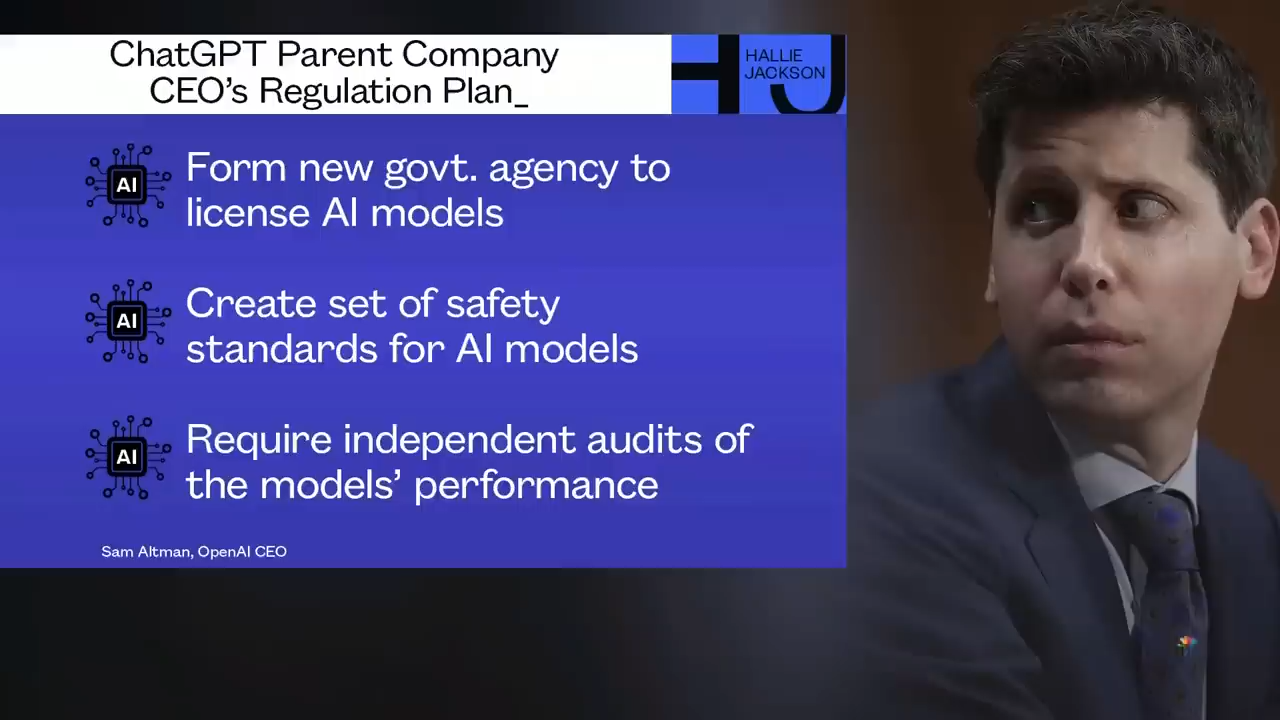 ChatGPT Parent Company
CEO's Regulation Plan_
HALLIE
JACKSON
HJ
AI
Form new govt. agency to
license AI models
AI
Create set of safety
standards for AI models
AI
Require independent audits of
the models' performance
Sam Altman, OpenAI CEO